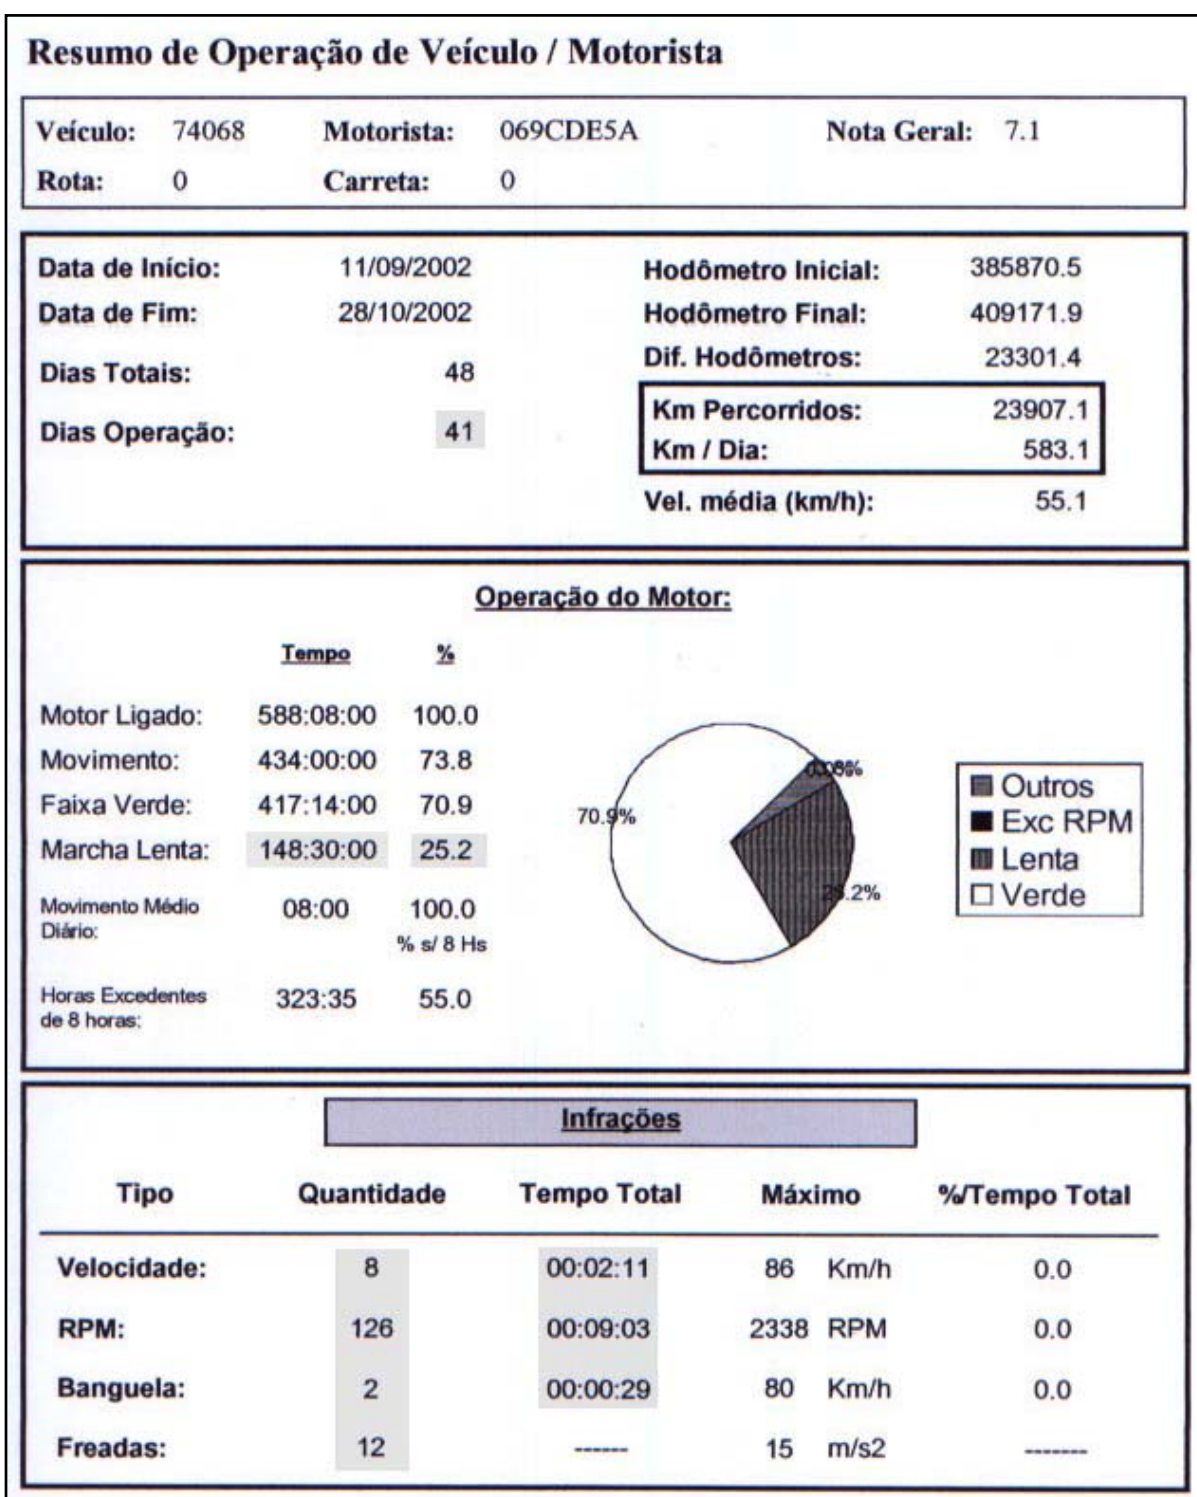 Resumo de Operação de Veículo / Motorista
Veículo: 74068 Motorista: 069CDE5A Nota Geral: 7.1
Rota: 0 Carreta: 0
Data de Início: 11/09/2002 Hodômetro Inicial: 385870.5
Data de Fim: 28/10/2002 Hodômetro Final: 409171.9
Dif. Hodômetros: 23301.4
Dias Totais: 48
Km Percorridos: 23907.1
Dias Operação: 41
Km / Dia: 583.1
Vel. média (km/h): 55.1
Operação do Motor:
Tempo %
Motor Ligado: 588:08:00 100.0
Movimento: 434:00:00 73.8
Faixa Verde: 417:14:00 70.9
Marcha Lenta: 148:30:00 25.2
Movimento Médio Diário: 08:00 100.0
% s/ 8 Hs
Horas Excedentes de 8 horas: 323:35 55.0
70.9%
Outros
Exc RPM
Lenta
Verde
Infrações
Tipo Quantidade Tempo Total Máximo %/Tempo Total
Velocidade: 8 00:02:11 86 Km/h 0.0
RPM: 126 00:09:03 2338 RPM 0.0
Banguela: 2 00:00:29 80 Km/h 0.0
Freadas: 12 ------ 15 m/s2 -------